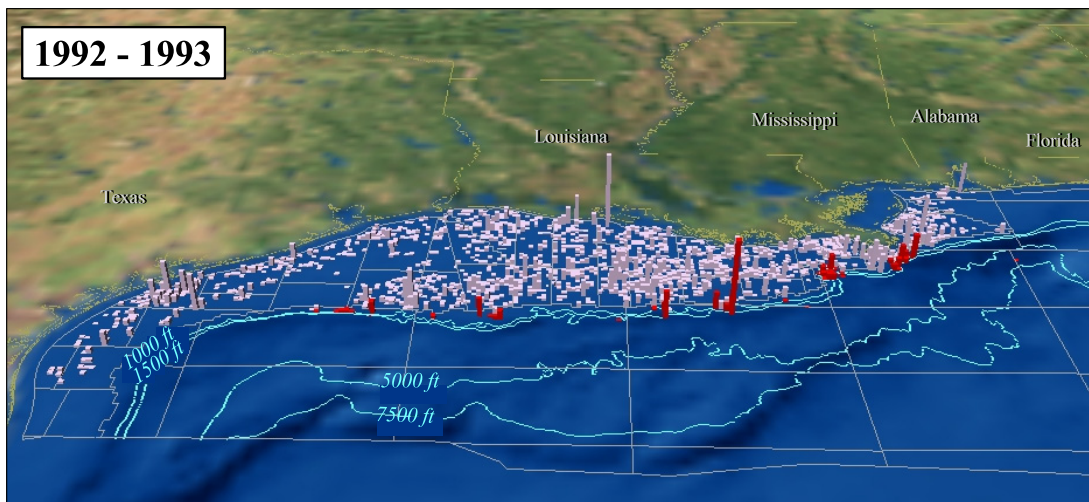 1992 - 1993
Louisiana
Mississippi
Alabama
Florida
Texas
1000 ft
1500 ft
5000 ft
7500 ft